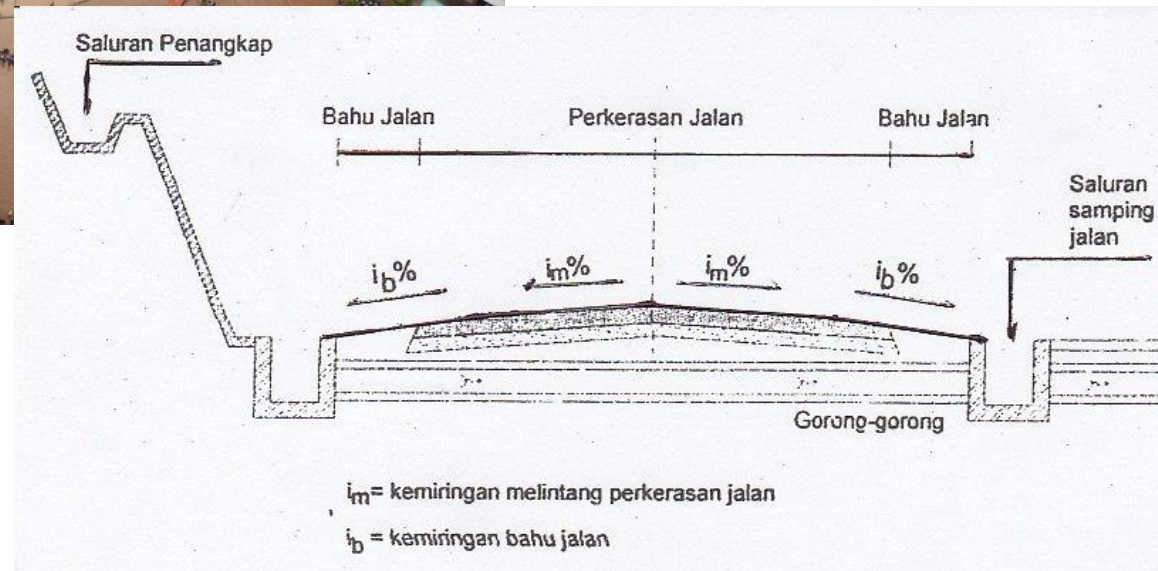 Saluran Penangkap
Bahu Jalan
Perkerasan Jalan
Bahu Jalan
Saluran
samping
jalan
ib%
im%
im%
ib%
Gorong-gorong
im= kemiringan melintang perkerasan jalan
ib = kemiringan bahu jalan